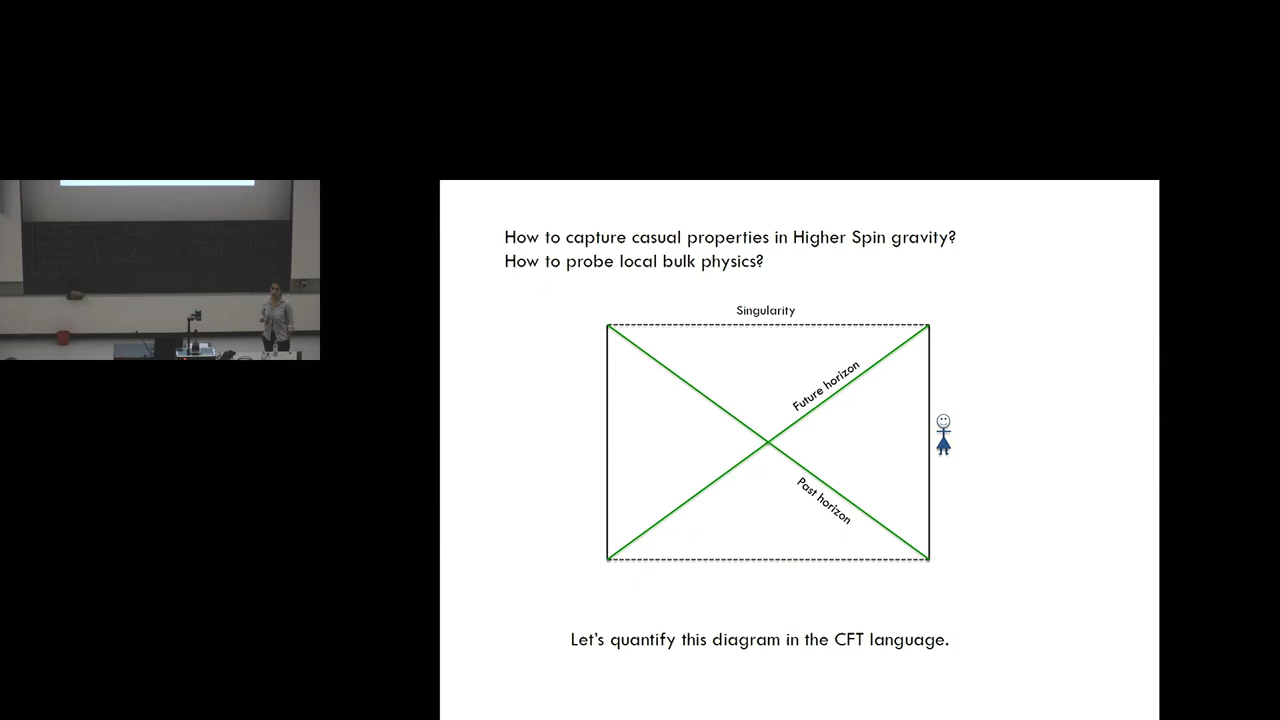 How to capture casual properties in Higher Spin gravity?
How to probe local bulk physics?
Singularity
Future horizon
Past horizon
Let's quantify this diagram in the CFT language.